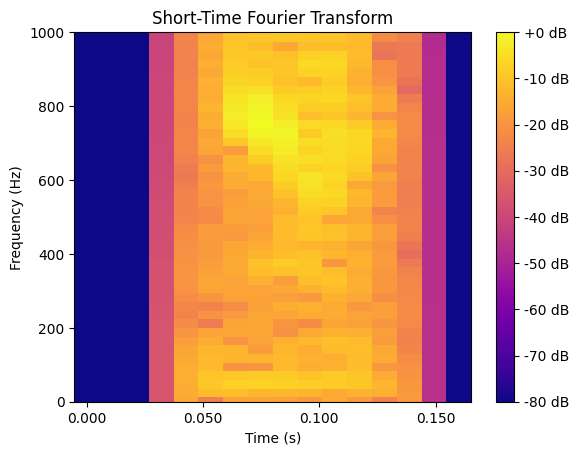 Short-Time Fourier Transform
1000
800
600
400
200
0
Frequency (Hz)
0.000
0.050
0.100
0.150
Time (s)
+0 dB
-10 dB
-20 dB
-30 dB
-40 dB
-50 dB
-60 dB
-70 dB
-80 dB